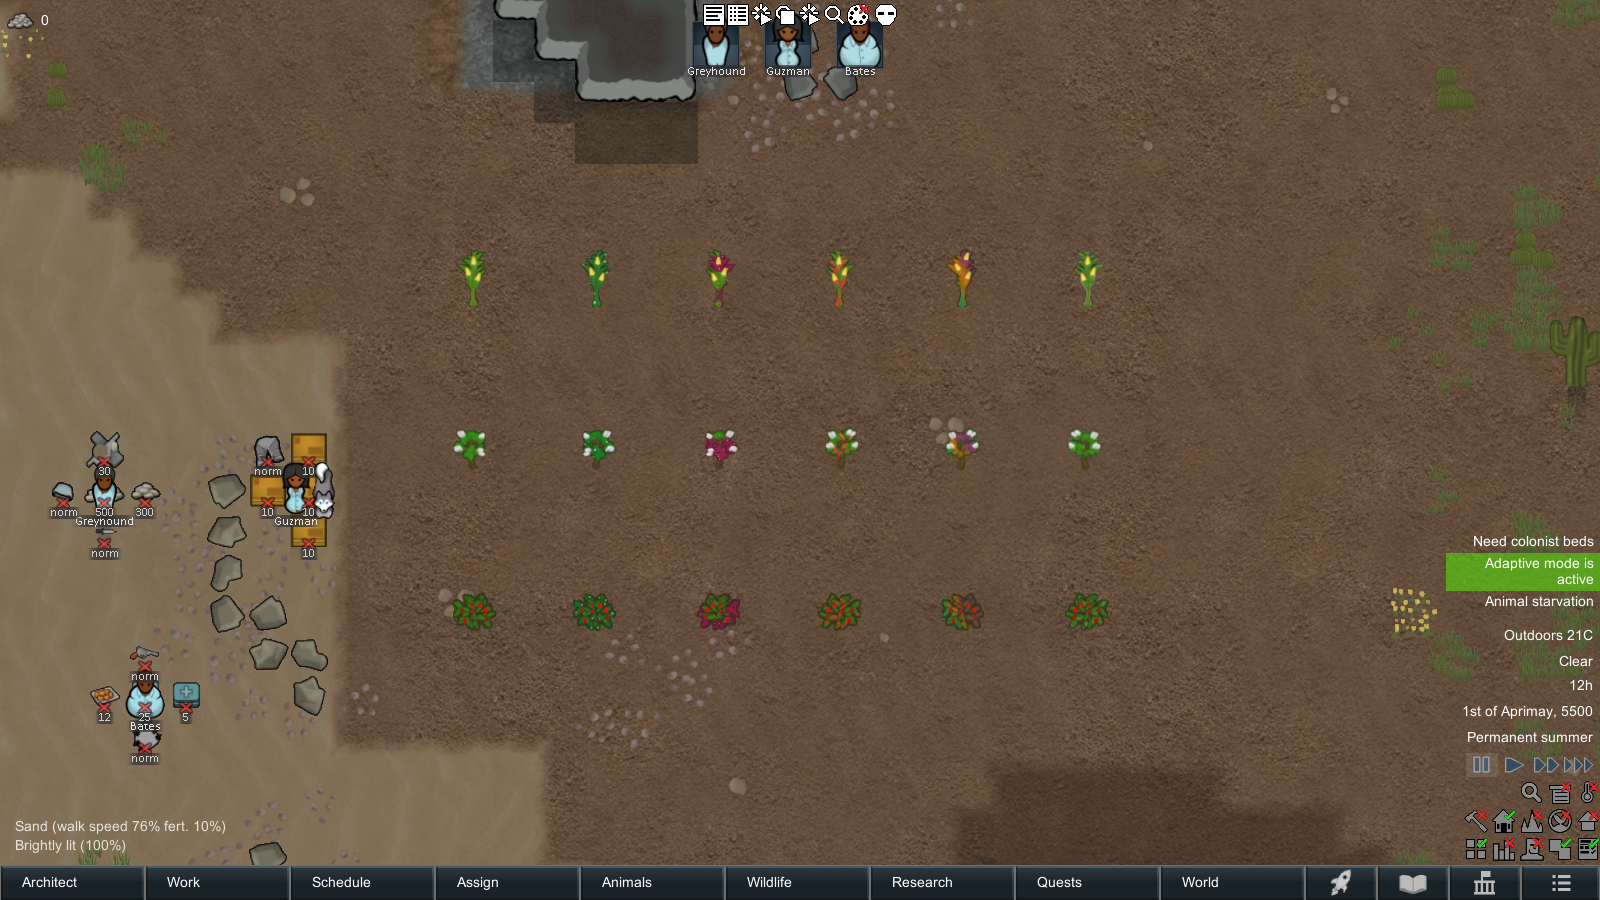 0
Greyhound
Guzman
Bates
30
norm
500
300
Greyhound
norm
norm
10
10
10
Guzman
10
norm
12
25
5
Bates
norm
Need colonist beds
Adaptive mode is
active
Animal starvation
Outdoors 21C
Clear
12h
1st of Aprimay, 5500
Permanent summer
Sand (walk speed 76% fert. 10%)
Brightly lit (100%)
Architect
Work
Schedule
Assign
Animals
Wildlife
Research
Quests
World